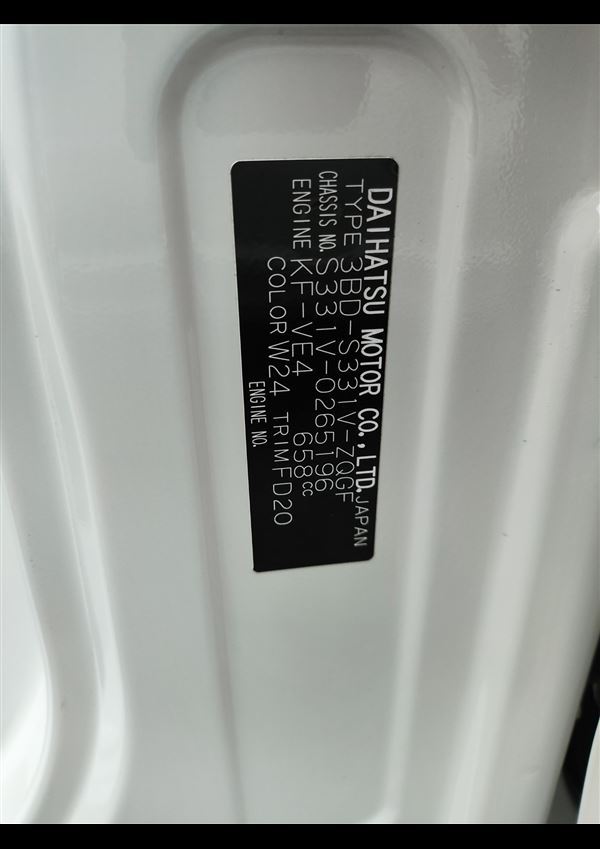 DAIHATSU MOTOR CO.,LTD.JAPAN
TYPE 3BD-S331V-ZQGF
CHASSIS NO. S331V-0265196
ENGINE KF-VE4 658cc
COLOR W24 TRIM FD20
ENGINE NO.